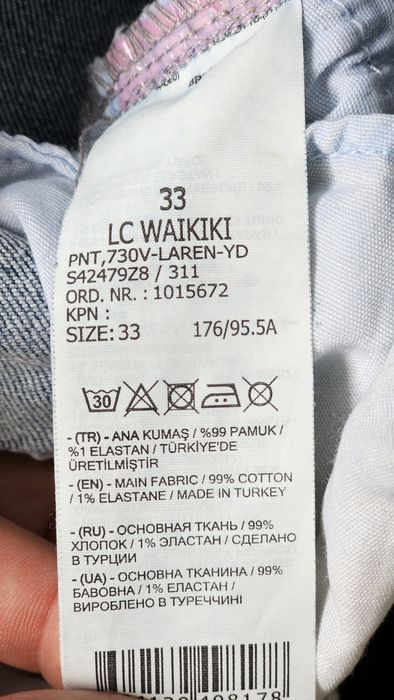 33
LC WAIKIKI
PNT,730V-LAREN-YD
S42479Z8 / 311
ORD. NR. : 1015672
KPN :
SIZE: 33 176/95.5A
30
- (TR) - ANA KUMAŞ / %99 PAMUK /
%1 ELASTAN / TÜRKİYE'DE
ÜRETİLMİŞTİR
- (EN) - MAIN FABRIC / 99% COTTON
/ 1% ELASTANE / MADE IN TURKEY
- (RU) - ОСНОВНАЯ ТКАНЬ / 99%
ХЛОПОК / 1% ЭЛАСТАН / СДЕЛАНО
В ТУРЦИИ
- (UA) - ОСНОВНА ТКАНИНА / 99%
БАВОВНА / 1% ЕЛАСТАН /
ВИРОБЛЕНО В ТУРЕЧЧИНІ